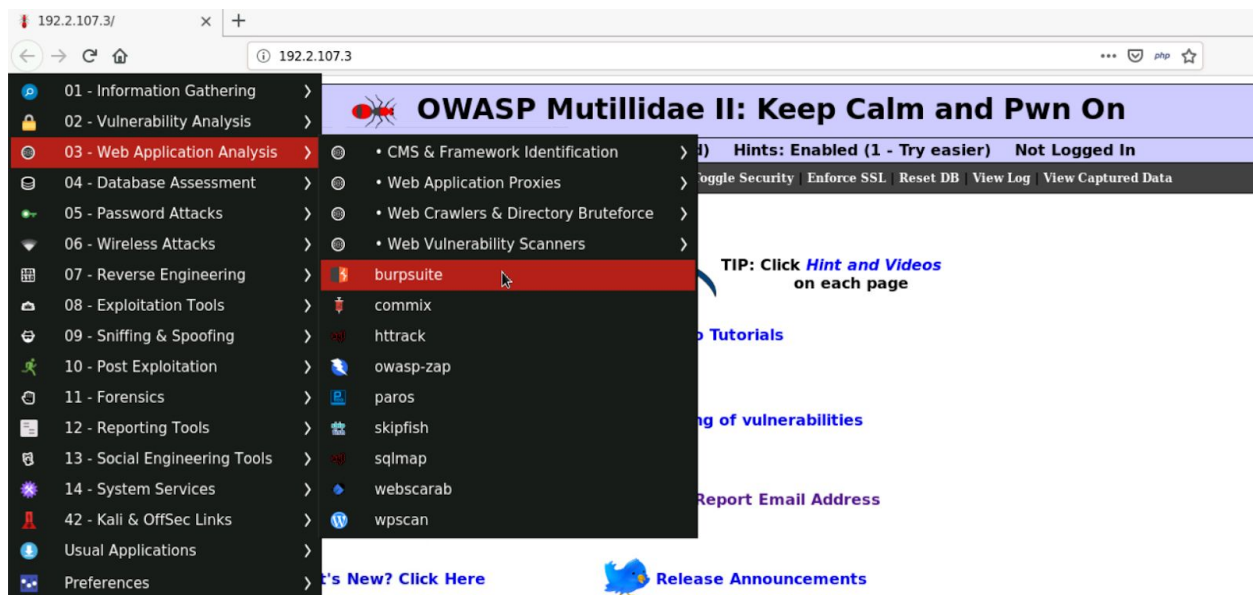 192.2.107.3/
192.2.107.3
php
OWASP Mutillidae II: Keep Calm and Pwn On
Hints: Enabled (1 - Try easier) Not Logged In
Toggle Security | Enforce SSL | Reset DB | View Log | View Captured Data
01 - Information Gathering
02 - Vulnerability Analysis
03 - Web Application Analysis
04 - Database Assessment
05 - Password Attacks
06 - Wireless Attacks
07 - Reverse Engineering
08 - Exploitation Tools
09 - Sniffing & Spoofing
10 - Post Exploitation
11 - Forensics
12 - Reporting Tools
13 - Social Engineering Tools
14 - System Services
42 - Kali & OffSec Links
Usual Applications
Preferences
• CMS & Framework Identification
• Web Application Proxies
• Web Crawlers & Directory Bruteforce
• Web Vulnerability Scanners
burpsuite
commix
httrack
owasp-zap
paros
skipfish
sqlmap
webscarab
wpscan
TIP: Click Hint and Videos
on each page
Tutorials
of vulnerabilities
Report Email Address
New? Click Here
Release Announcements